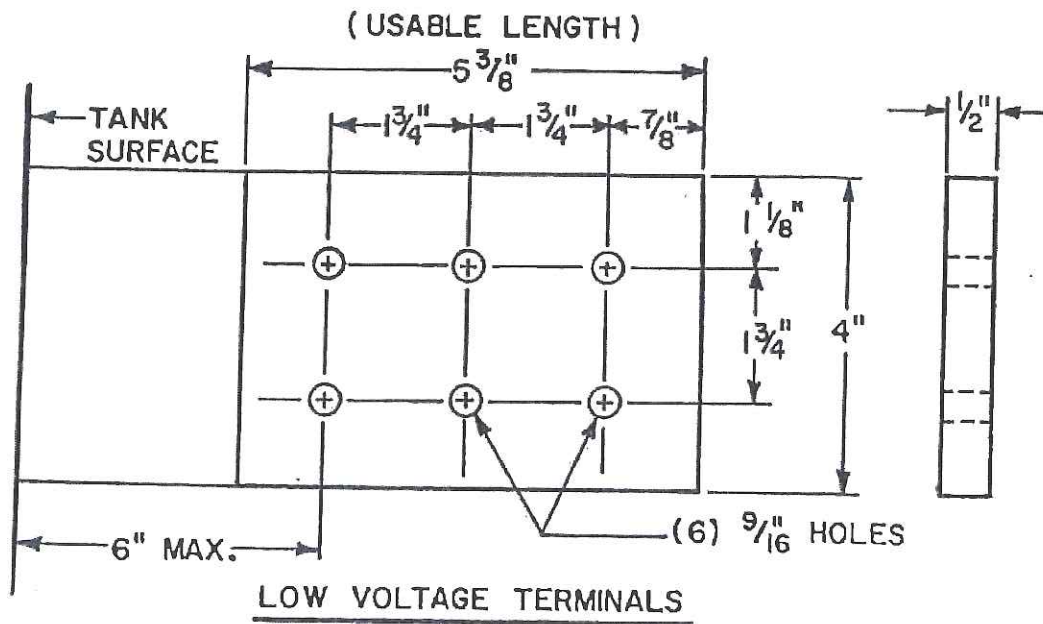 (USABLE LENGTH)
5 3/8"
TANK
SURFACE
1 3/4"
1 3/4"
7/8"
1/2"
1 1/8"
1 3/4"
4"
6" MAX.
(6) 9/16" HOLES
LOW VOLTAGE TERMINALS